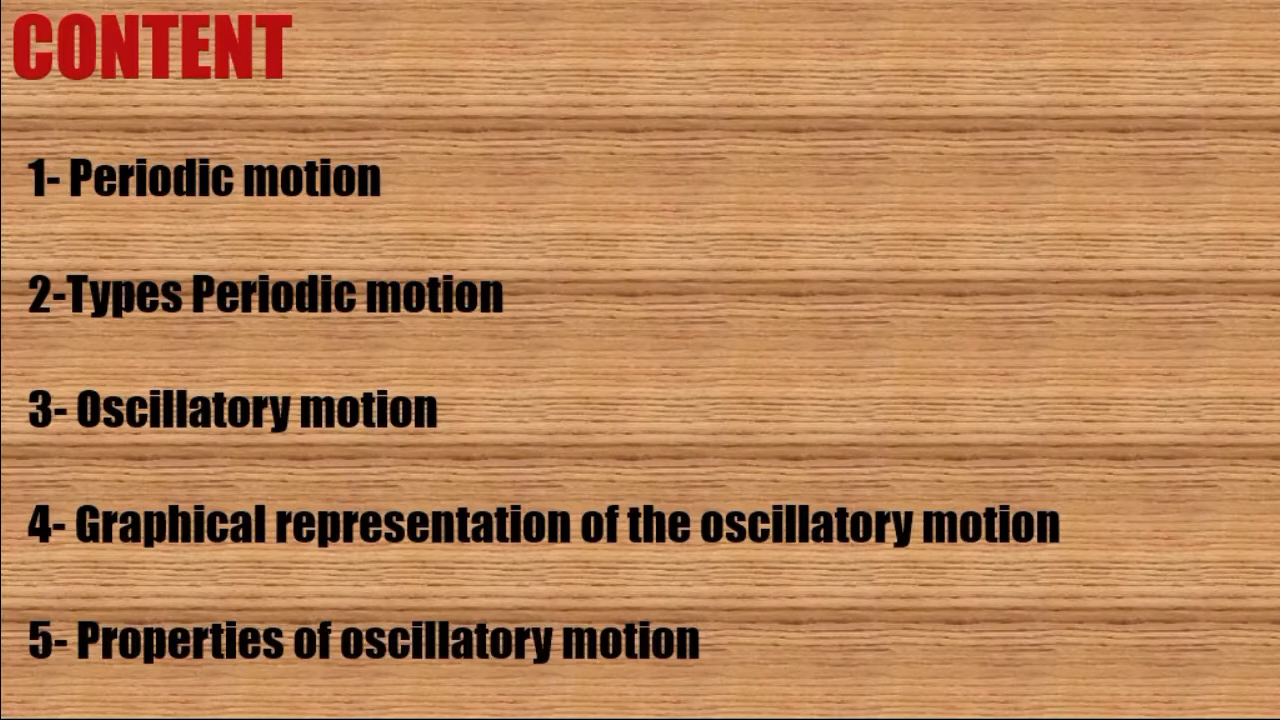 CONTENT
1- Periodic motion
2-Types Periodic motion
3- Oscillatory motion
4- Graphical representation of the oscillatory motion
5- Properties of oscillatory motion